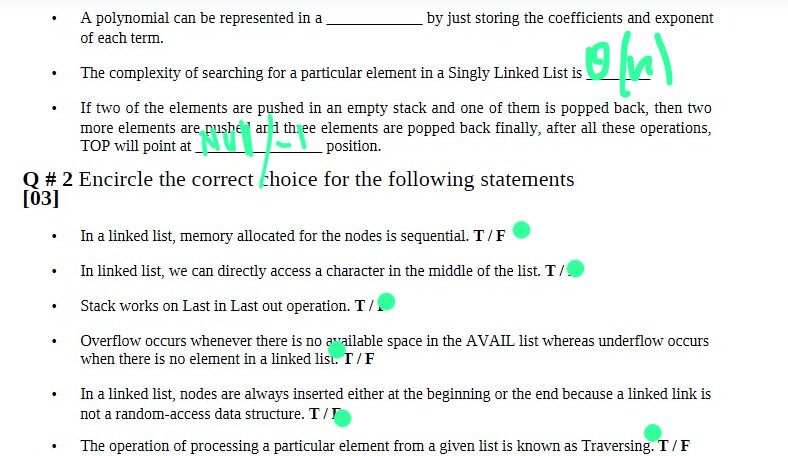 • A polynomial can be represented in a ____________ by just storing the coefficients and exponent
of each term.
• The complexity of searching for a particular element in a Singly Linked List is θ(n)
• If two of the elements are pushed in an empty stack and one of them is popped back, then two
more elements are pushed and three elements are popped back finally, after all these operations,
TOP will point at Null/-1 position.
Q # 2 Encircle the correct choice for the following statements
[03]
• In a linked list, memory allocated for the nodes is sequential. T / F
• In linked list, we can directly access a character in the middle of the list. T /
• Stack works on Last in Last out operation. T /
• Overflow occurs whenever there is no available space in the AVAIL list whereas underflow occurs
when there is no element in a linked list. T / F
• In a linked list, nodes are always inserted either at the beginning or the end because a linked link is
not a random-access data structure. T / F
• The operation of processing a particular element from a given list is known as Traversing. T / F